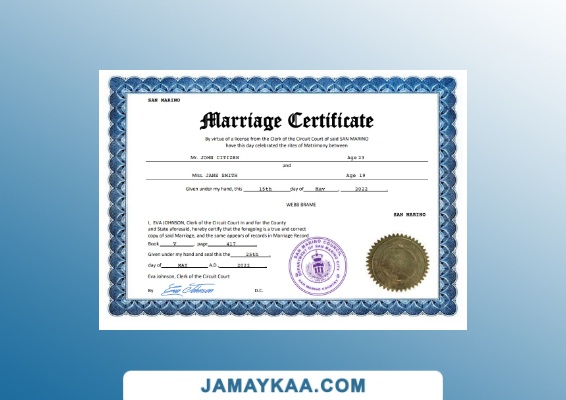 SAN MARINO
Marriage Certificate
By virtue of a license from the Clerk of the Circuit Court of said SAN MARINO
have this day celebrated the rites of Matrimony between
Mr. JOHN CITIZEN Age 23
and
Mrs. JANE SMITH Age 19
Given under my hand, this 15th day of May, 2022
WEBB BRAME
SAN MARINO
I, EVA JOHNSON, Clerk of the Circuit Court in and for the County
and State aforesaid, hereby certify that the foregoing is a true and correct
copy of said Marriage, and the same appears of records in Marriage Record
Book V, page 417
Given under my hand and seal this the 25th,
day of MAY A.D., 2022
Eva Johnson, Clerk of the Circuit Court
By Eva Johnson D.C.
SAN MARINO COUNCIL
JAMAYKAA.COM